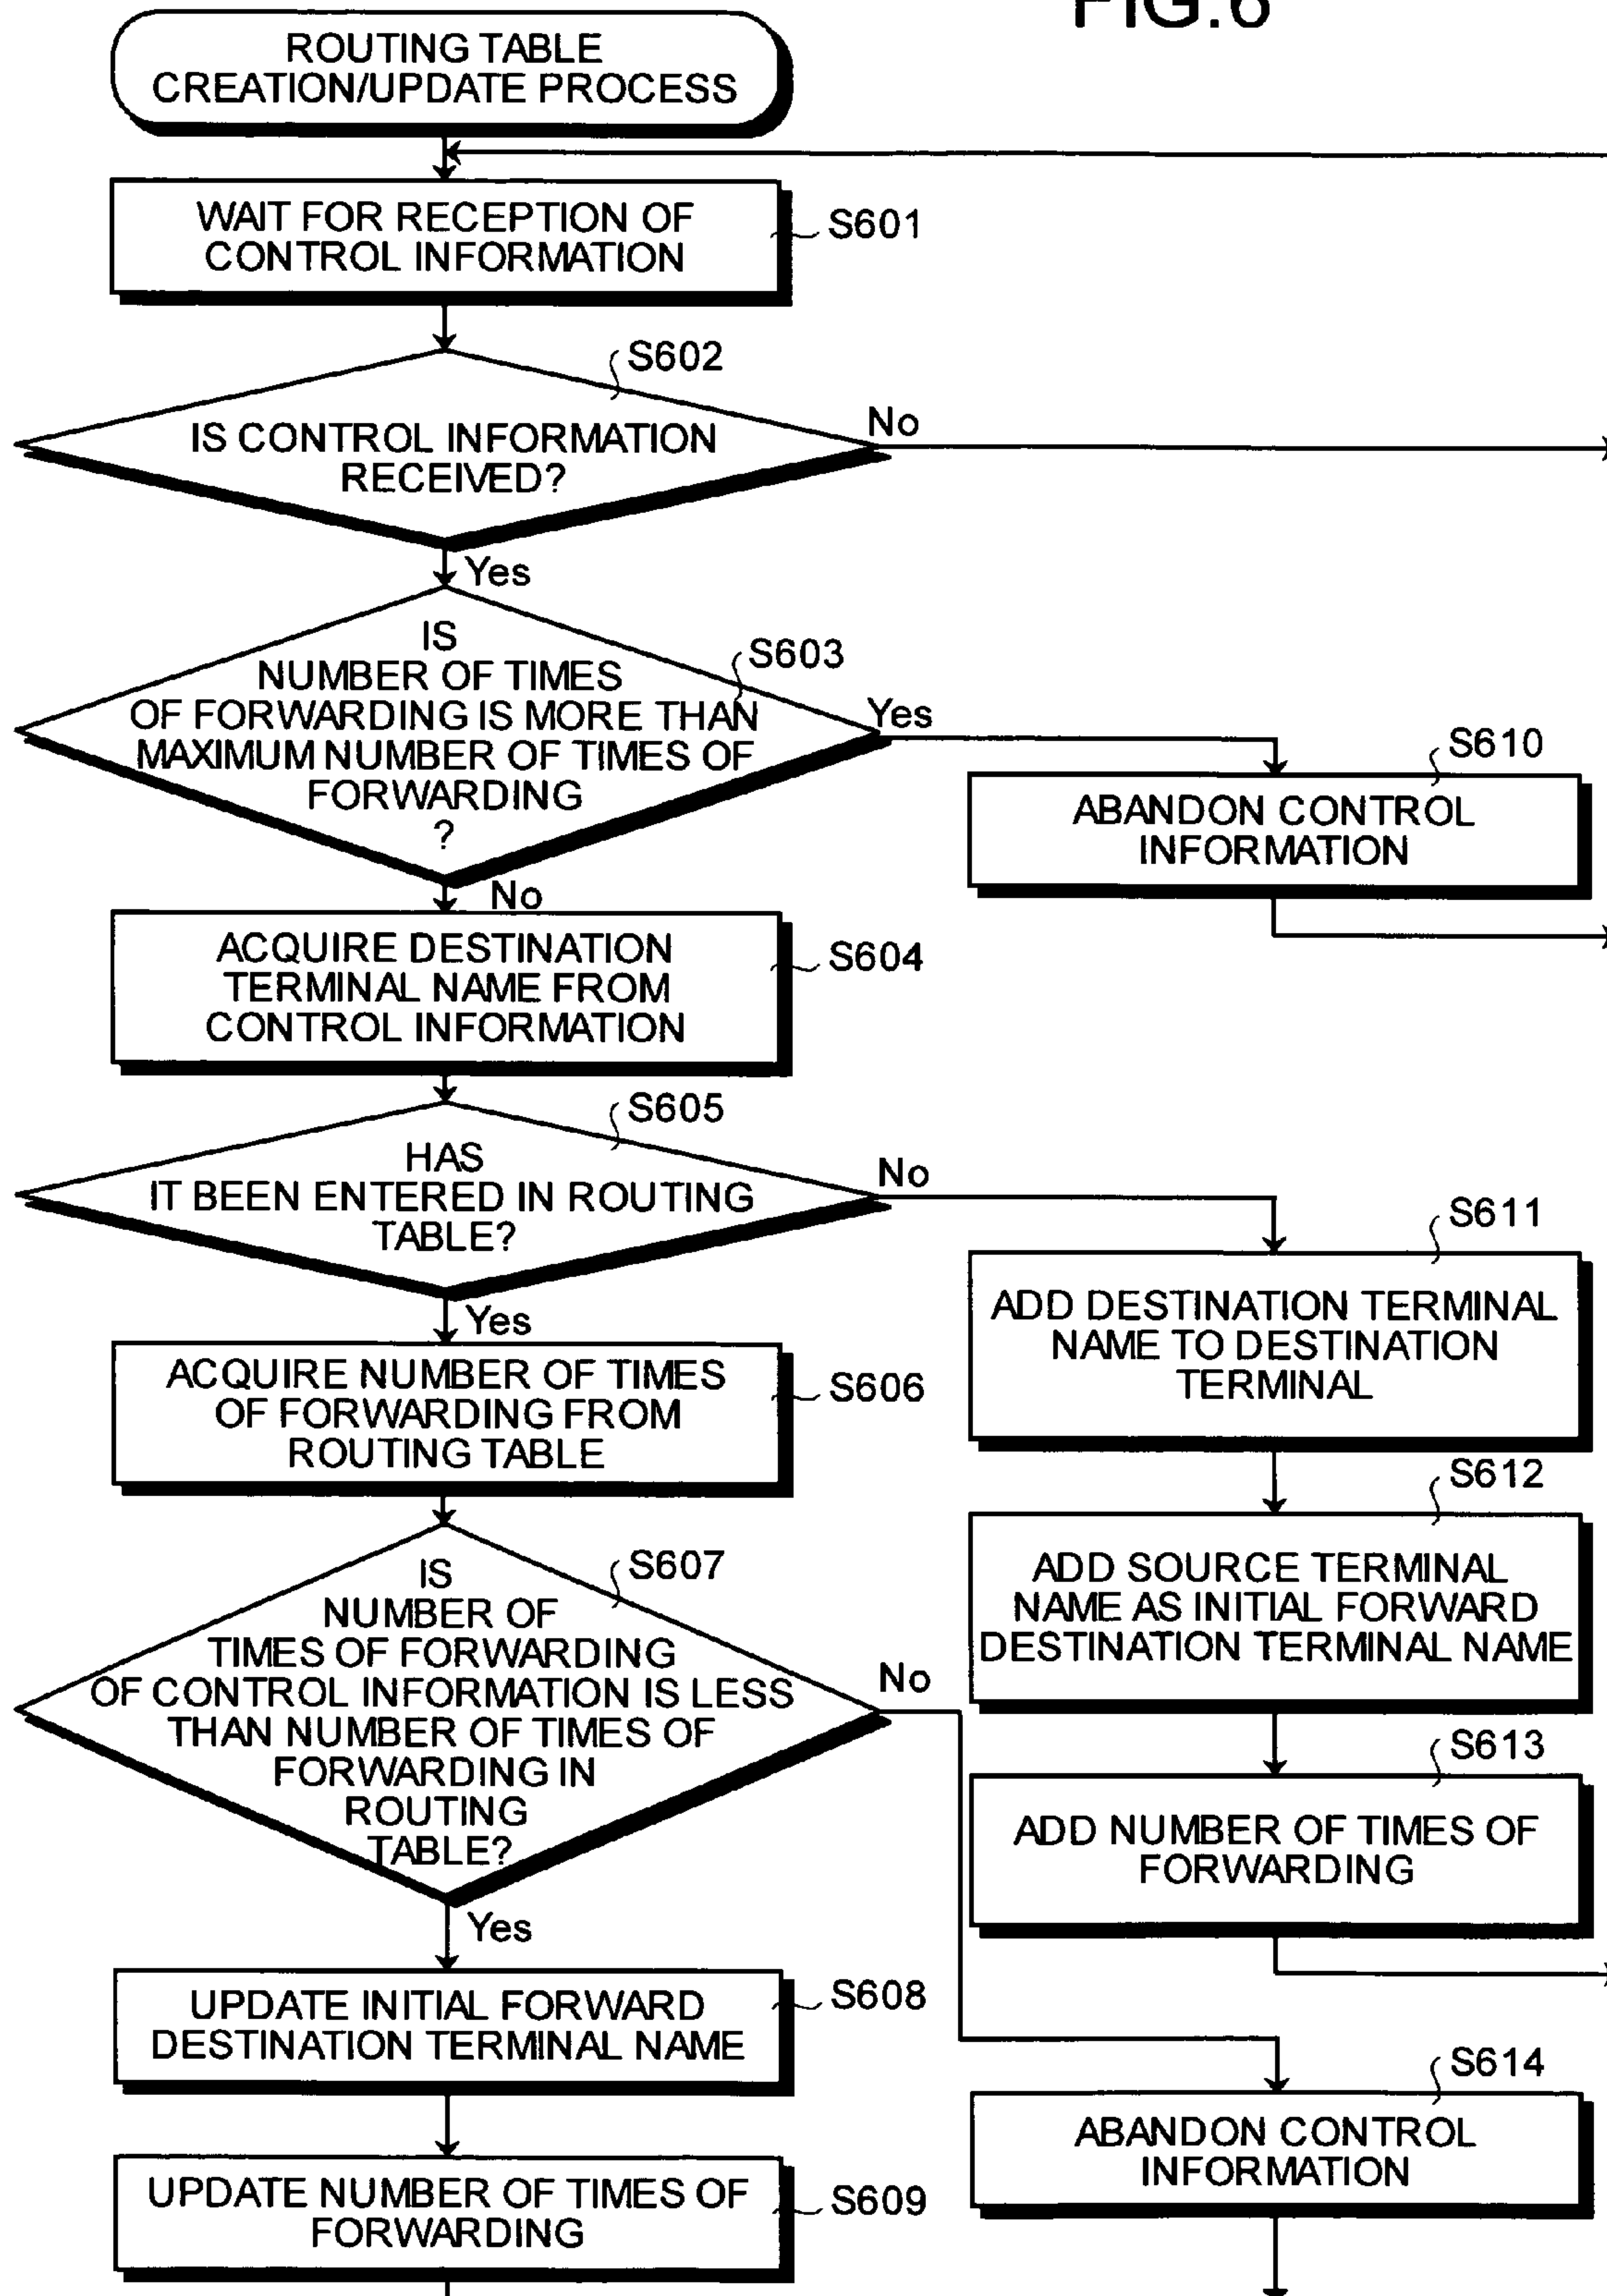 FIG.6
ROUTING TABLE
CREATION/UPDATE PROCESS
WAIT FOR RECEPTION OF
CONTROL INFORMATION
S601
S602
IS CONTROL INFORMATION
RECEIVED?
No
Yes
S603
IS
NUMBER OF TIMES
OF FORWARDING IS MORE THAN
MAXIMUM NUMBER OF TIMES OF
FORWARDING
?
Yes
No
S610
ABANDON CONTROL
INFORMATION
ACQUIRE DESTINATION
TERMINAL NAME FROM
CONTROL INFORMATION
S604
S605
HAS
IT BEEN ENTERED IN ROUTING
TABLE?
No
Yes
S611
ADD DESTINATION TERMINAL
NAME TO DESTINATION
TERMINAL
ACQUIRE NUMBER OF TIMES
OF FORWARDING FROM
ROUTING TABLE
S606
S612
ADD SOURCE TERMINAL
NAME AS INITIAL FORWARD
DESTINATION TERMINAL NAME
S607
IS
NUMBER OF
TIMES OF FORWARDING
OF CONTROL INFORMATION IS LESS
THAN NUMBER OF TIMES OF
FORWARDING IN
ROUTING
TABLE?
No
Yes
S613
ADD NUMBER OF TIMES OF
FORWARDING
UPDATE INITIAL FORWARD
DESTINATION TERMINAL NAME
S608
S614
ABANDON CONTROL
INFORMATION
UPDATE NUMBER OF TIMES OF
FORWARDING
S609